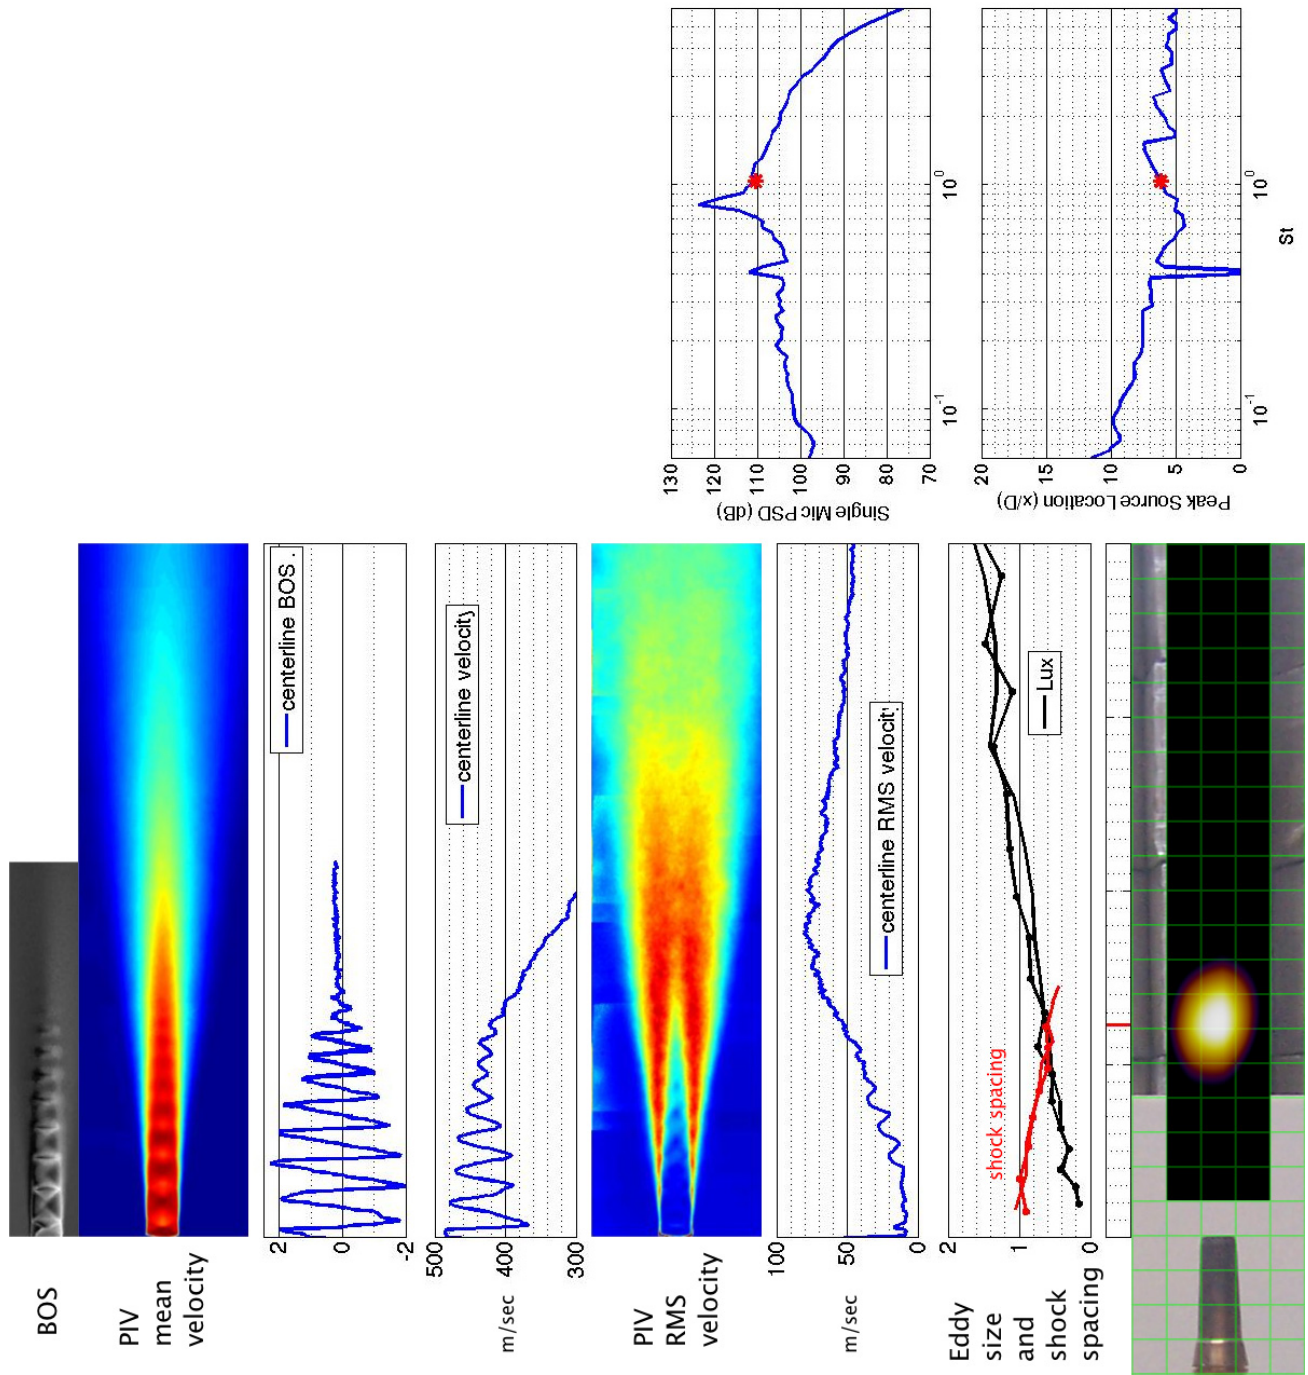 BOS
PIV
mean
velocity
centerline BOS.
2
0
-2
centerline velocity
500
400
300
m/sec
PIV
RMS
velocity
centerline RMS velocit
100
50
0
m/sec
Eddy
size
and
shock
spacing
2
1
0
shock spacing
Lux
130
120
110
100
90
80
70
Single Mic PSD (dB)
10-1
100
20
15
10
5
0
Peak Source Location (x/D)
10-1
100
St